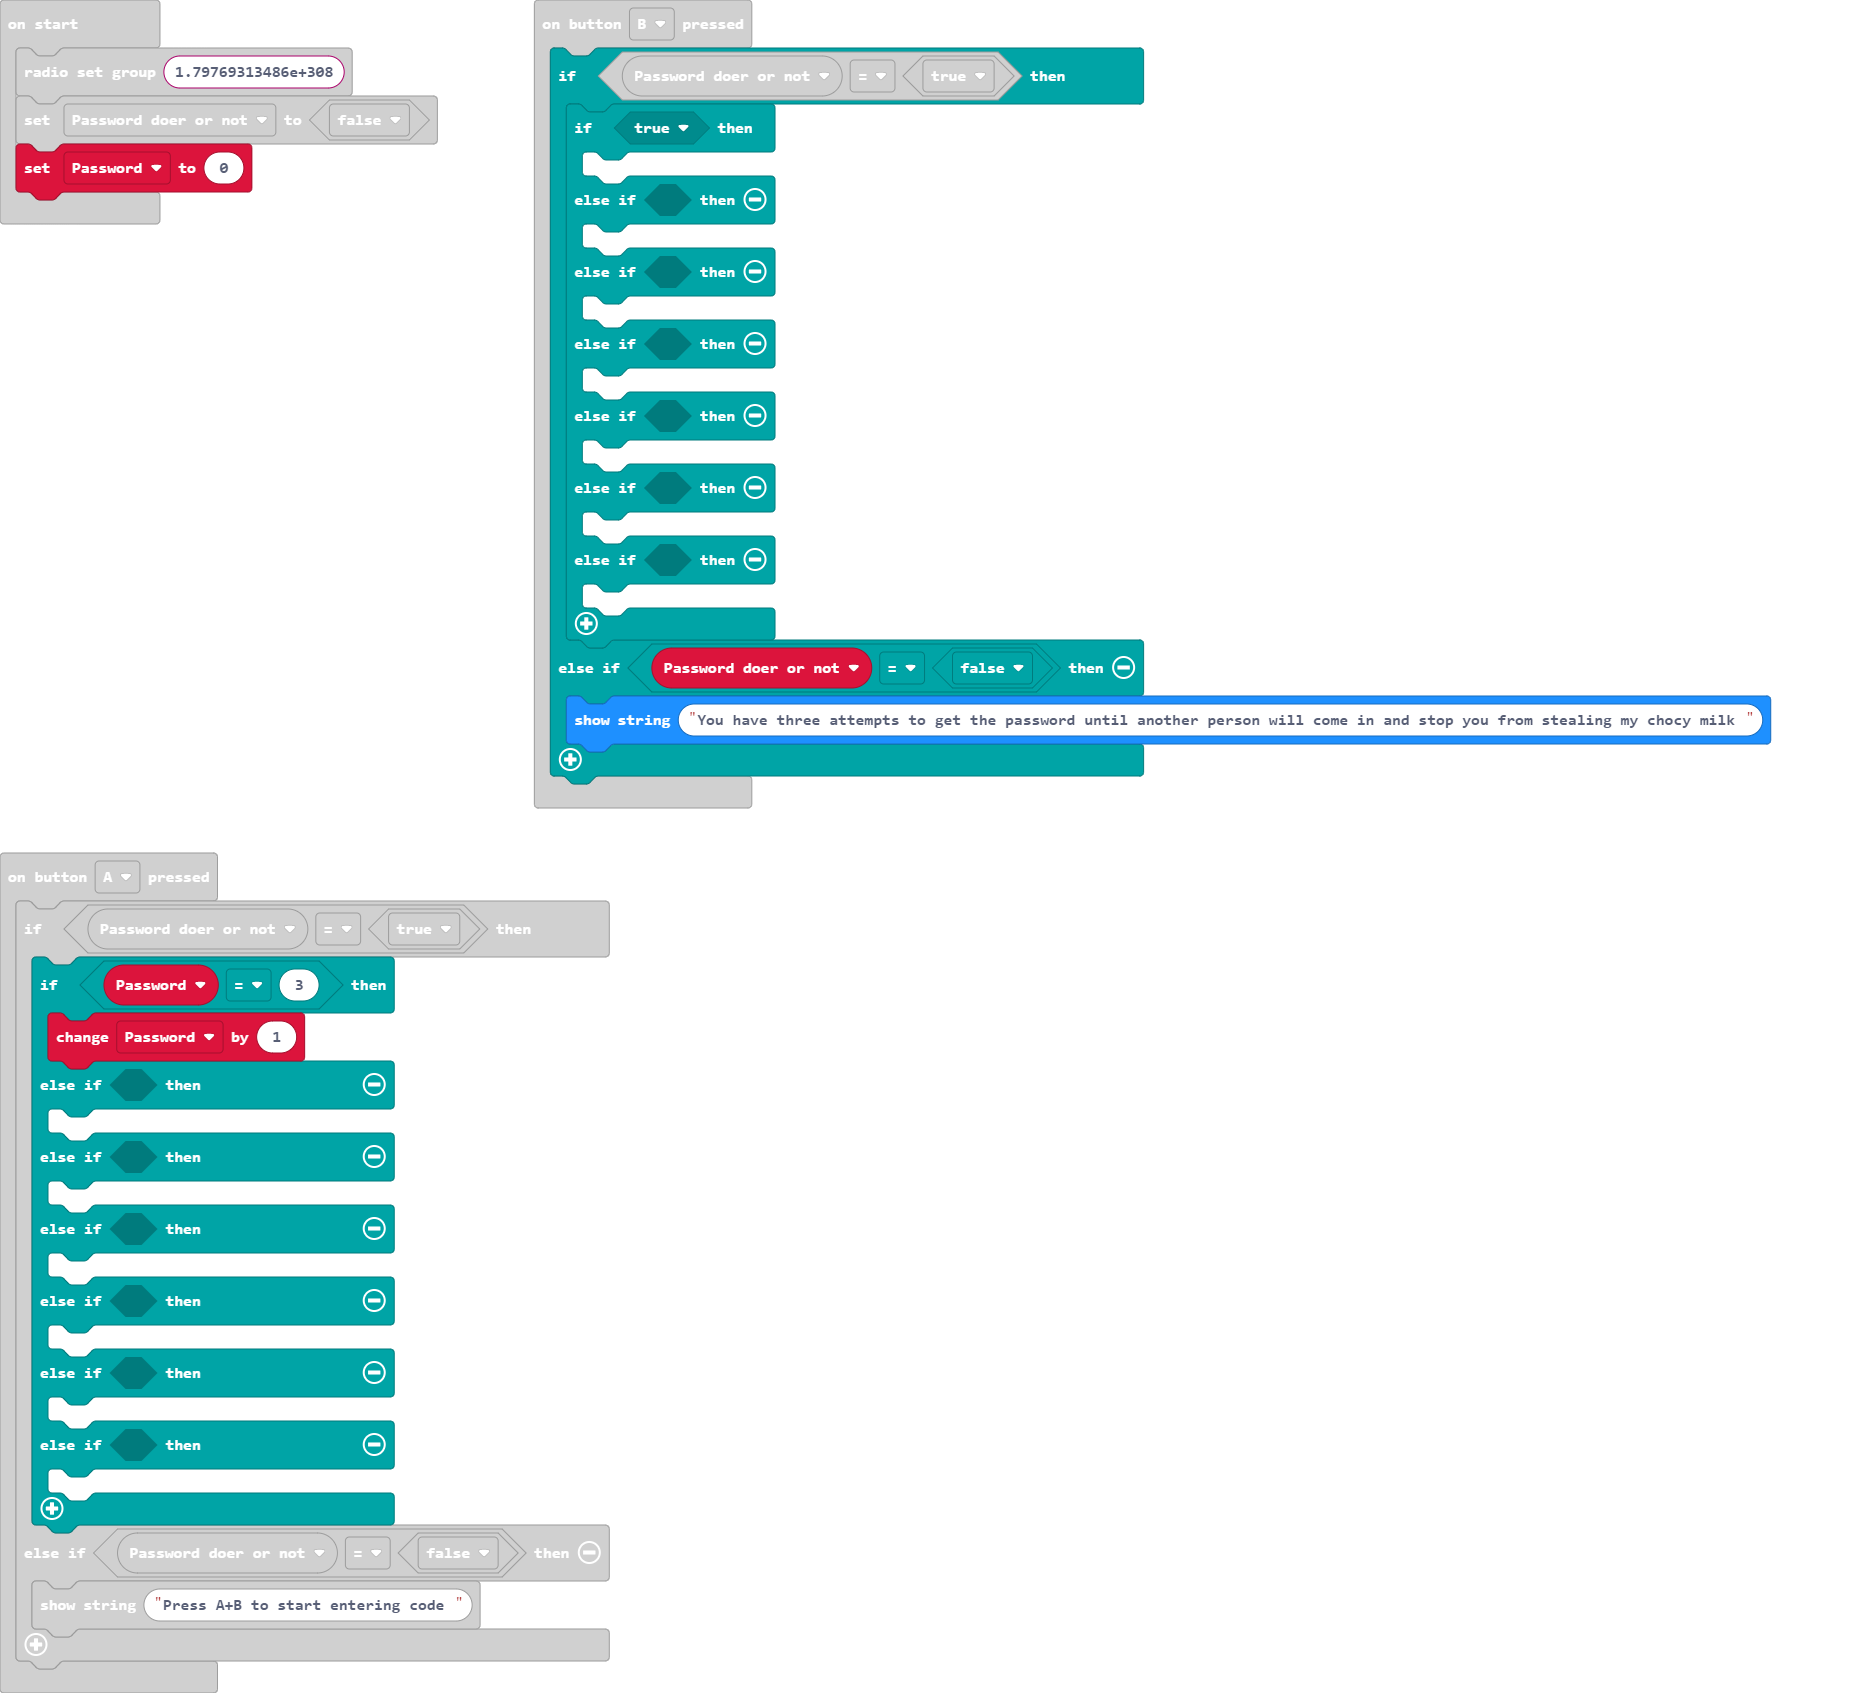 on start
radio set group 1.79769313486e+308
set Password doer or not to false
set Password to 0
on button B pressed
if Password doer or not = true then
if true then
else if then
else if then
else if then
else if then
else if then
else if then
else if Password doer or not = false then
show string "You have three attempts to get the password until another person will come in and stop you from stealing my chocy milk "
on button A pressed
if Password doer or not = true then
if Password = 3 then
change Password by 1
else if then
else if then
else if then
else if then
else if then
else if then
else if Password doer or not = false then
show string "Press A+B to start entering code "